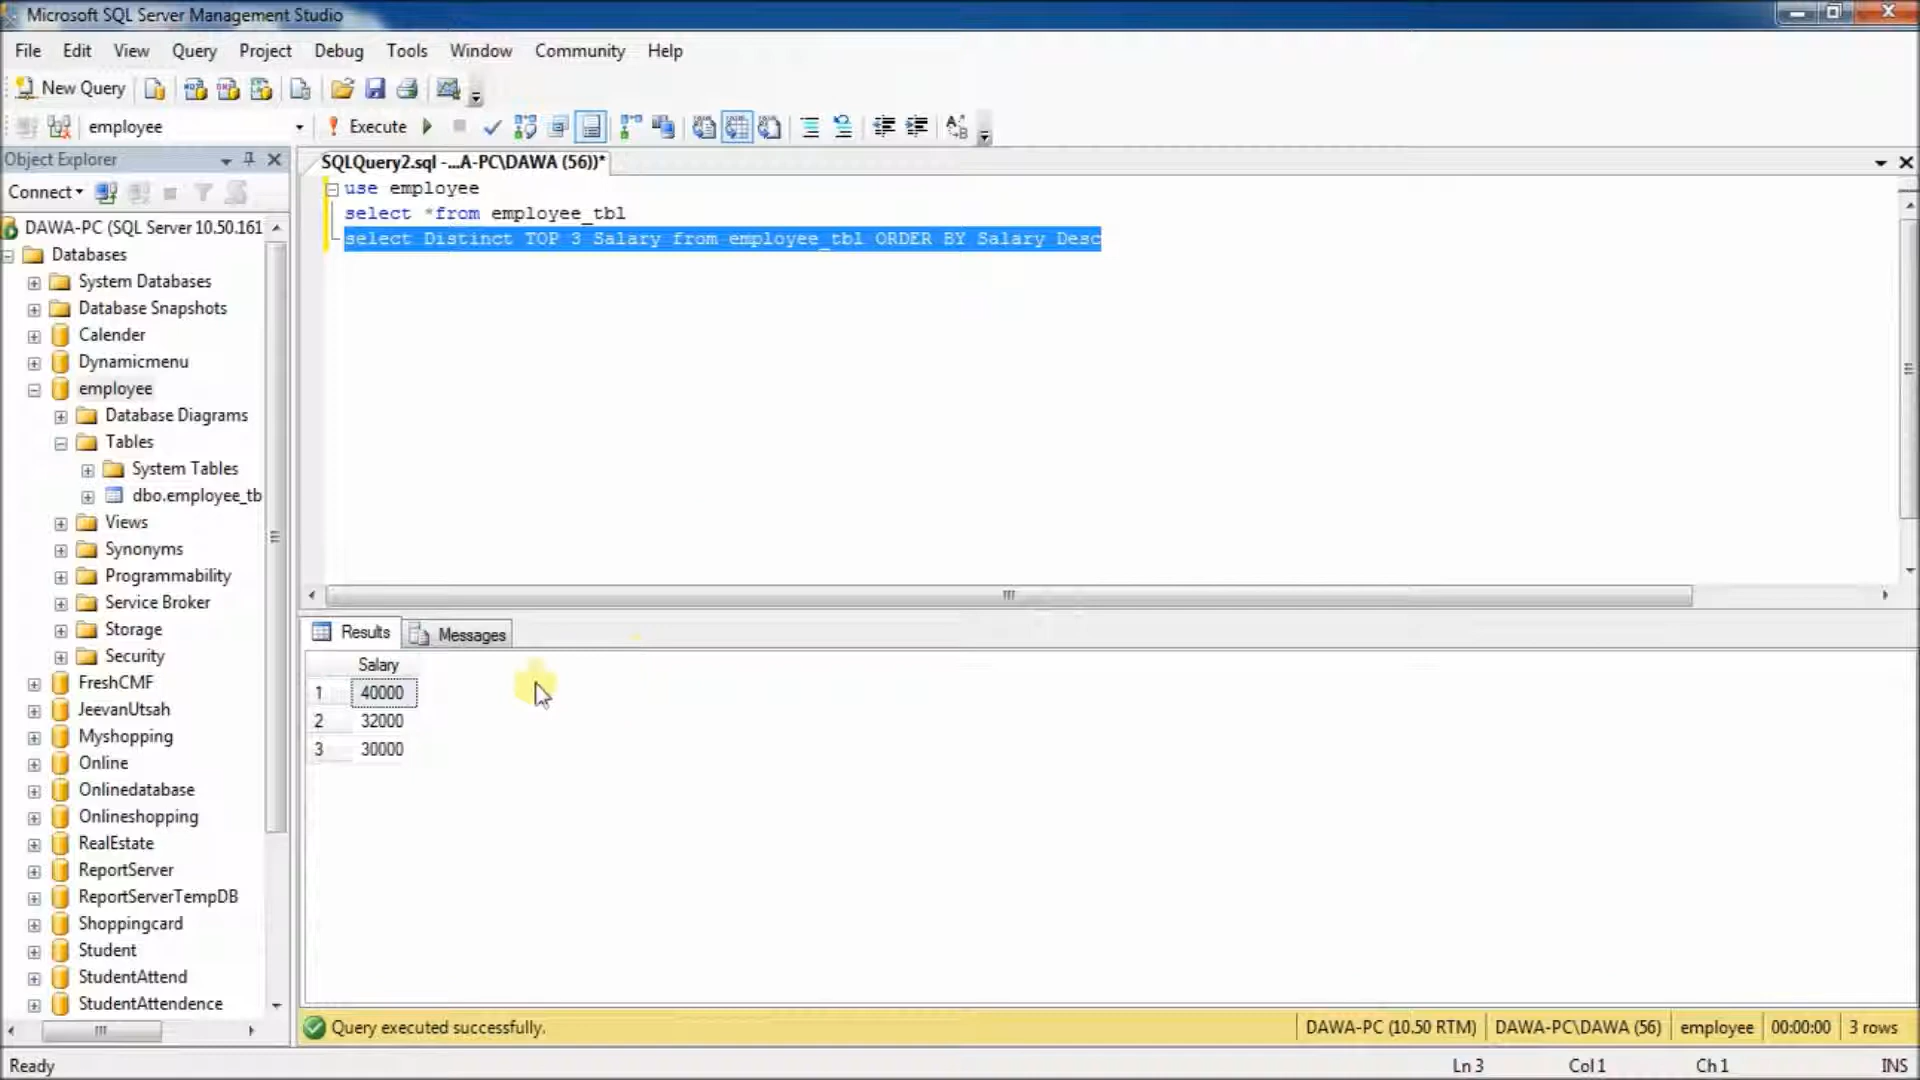 Microsoft SQL Server Management Studio
File Edit View Query Project Debug Tools Window Community Help
New Query
employee Execute
Object Explorer
Connect
DAWA-PC (SQL Server 10.50.161
Databases
System Databases
Database Snapshots
Calender
Dynamicmenu
employee
Database Diagrams
Tables
System Tables
dbo.employee_tb
Views
Synonyms
Programmability
Service Broker
Storage
Security
FreshCMF
JeevanUtsah
Myshopping
Online
Onlinedatabase
Onlineshopping
RealEstate
ReportServer
ReportServerTempDB
Shoppingcard
Student
StudentAttend
StudentAttendence
SQLQuery2.sql -...A-PC\DAWA (56))*
use employee
select *from employee_tbl
select Distinct TOP 3 Salary from employee_tbl ORDER BY Salary Desc
Results Messages
Salary
1 40000
2 32000
3 30000
Query executed successfully. DAWA-PC (10.50 RTM) DAWA-PC\DAWA (56) employee 00:00:00 3 rows
Ready Ln 3 Col 1 Ch 1 INS